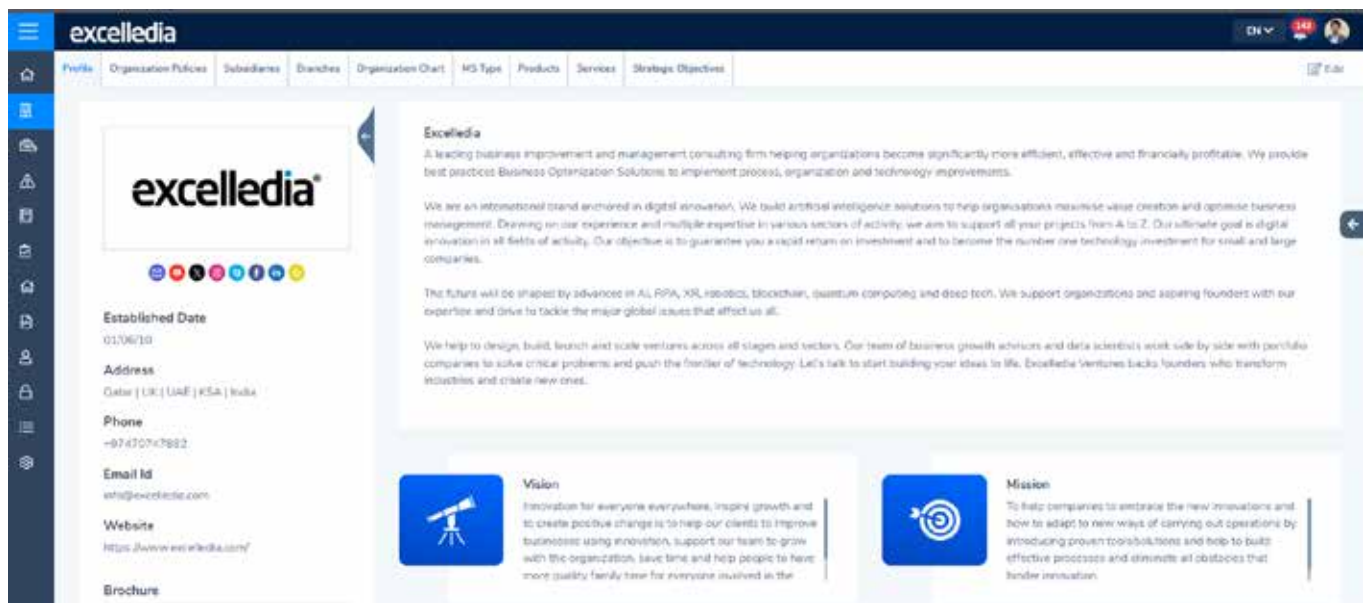 excelledia
EN
142
Profile
Organization Policies
Subsidiaries
Branches
Organization Chart
MS Type
Products
Services
Strategic Objectives
Edit
excelledia
Established Date
01/06/10
Address
Qatar | UK | UAE | KSA | India
Phone
Email Id
info@excelledia.com
Website
https://www.excelledia.com/
Brochure
Excelledia
A leading business improvement and management consulting firm helping organizations become significantly more efficient, effective and financially profitable. We provide
best practices Business Optimization Solutions to implement process, organization and technology improvements.
We are an international brand anchored in digital innovation. We build artificial intelligence solutions to help organisations maximise value creation and optimise business
management. Drawing on our experience and multiple expertise in various sectors of activity, we aim to support all your projects from A to Z. Our ultimate goal is digital
innovation in all fields of activity. Our objective is to guarantee you a rapid return on investment and to become the number one technology investment for small and large
companies.
The future will be shaped by advances in AI, RPA, XR, robotics, blockchain, quantum computing and deep tech. We support organizations and aspiring founders with our
expertise and drive to tackle the major global issues that affect us all.
We help to design, build, launch and scale ventures across all stages and sectors. Our team of business growth advisors and data scientists work side by side with portfolio
companies to solve critical problems and push the frontier of technology. Let's talk to start building your ideas to life. Excelledia Ventures backs founders who transform
industries and create new ones.
Vision
Innovation for everyone everywhere, inspire growth and
to create positive change is to help our clients to improve
businesses using innovation, support our team to grow
with the organization, save time and help people to have
more quality family time for everyone involved in the
Mission
To help companies to embrace the new innovations and
how to adapt to new ways of carrying out operations by
introducing proven tools/solutions and help to build
effective processes and eliminate all obstacles that
hinder innovation.